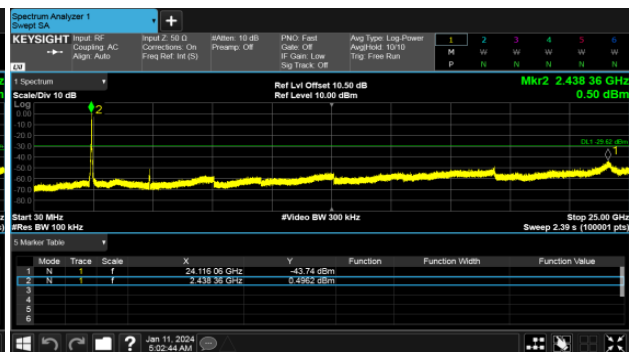 Spectrum Analyzer 1
Swept SA
KEYSIGHT
Input: RF
Coupling: AC
Align: Auto
Input Z: 50 Ω
Corrections: On
Freq Ref: Int (S)
#Atten: 10 dB
Preamp: Off
PNO: Fast
Gate: Off
IF Gain: Low
Sig Track: Off
Avg Type: Log-Power
Avg|Hold: 10/10
Trig: Free Run
1 2 3 4 5 6
M W W W W W
P N N N N N
LXI
1 Spectrum
Scale/Div 10 dB
Ref Lvl Offset 10.50 dB
Ref Level 10.00 dBm
Mkr2 2.438 36 GHz
0.50 dBm
Log
0.00
-10.0
-20.0
-30.0
-40.0
-50.0
-60.0
-70.0
-80.0
2
DL1 -29.62 dBm
1
Start 30 MHz
#Res BW 100 kHz
#Video BW 300 kHz
Stop 25.00 GHz
Sweep 2.39 s (100001 pts)
5 Marker Table
Mode Trace Scale X Y Function Function Width Function Value
1 N 1 f 24.116 06 GHz -43.74 dBm
2 N 1 f 2.438 36 GHz 0.4962 dBm
3
4
5
6
?
Jan 11, 2024
5:02:44 AM